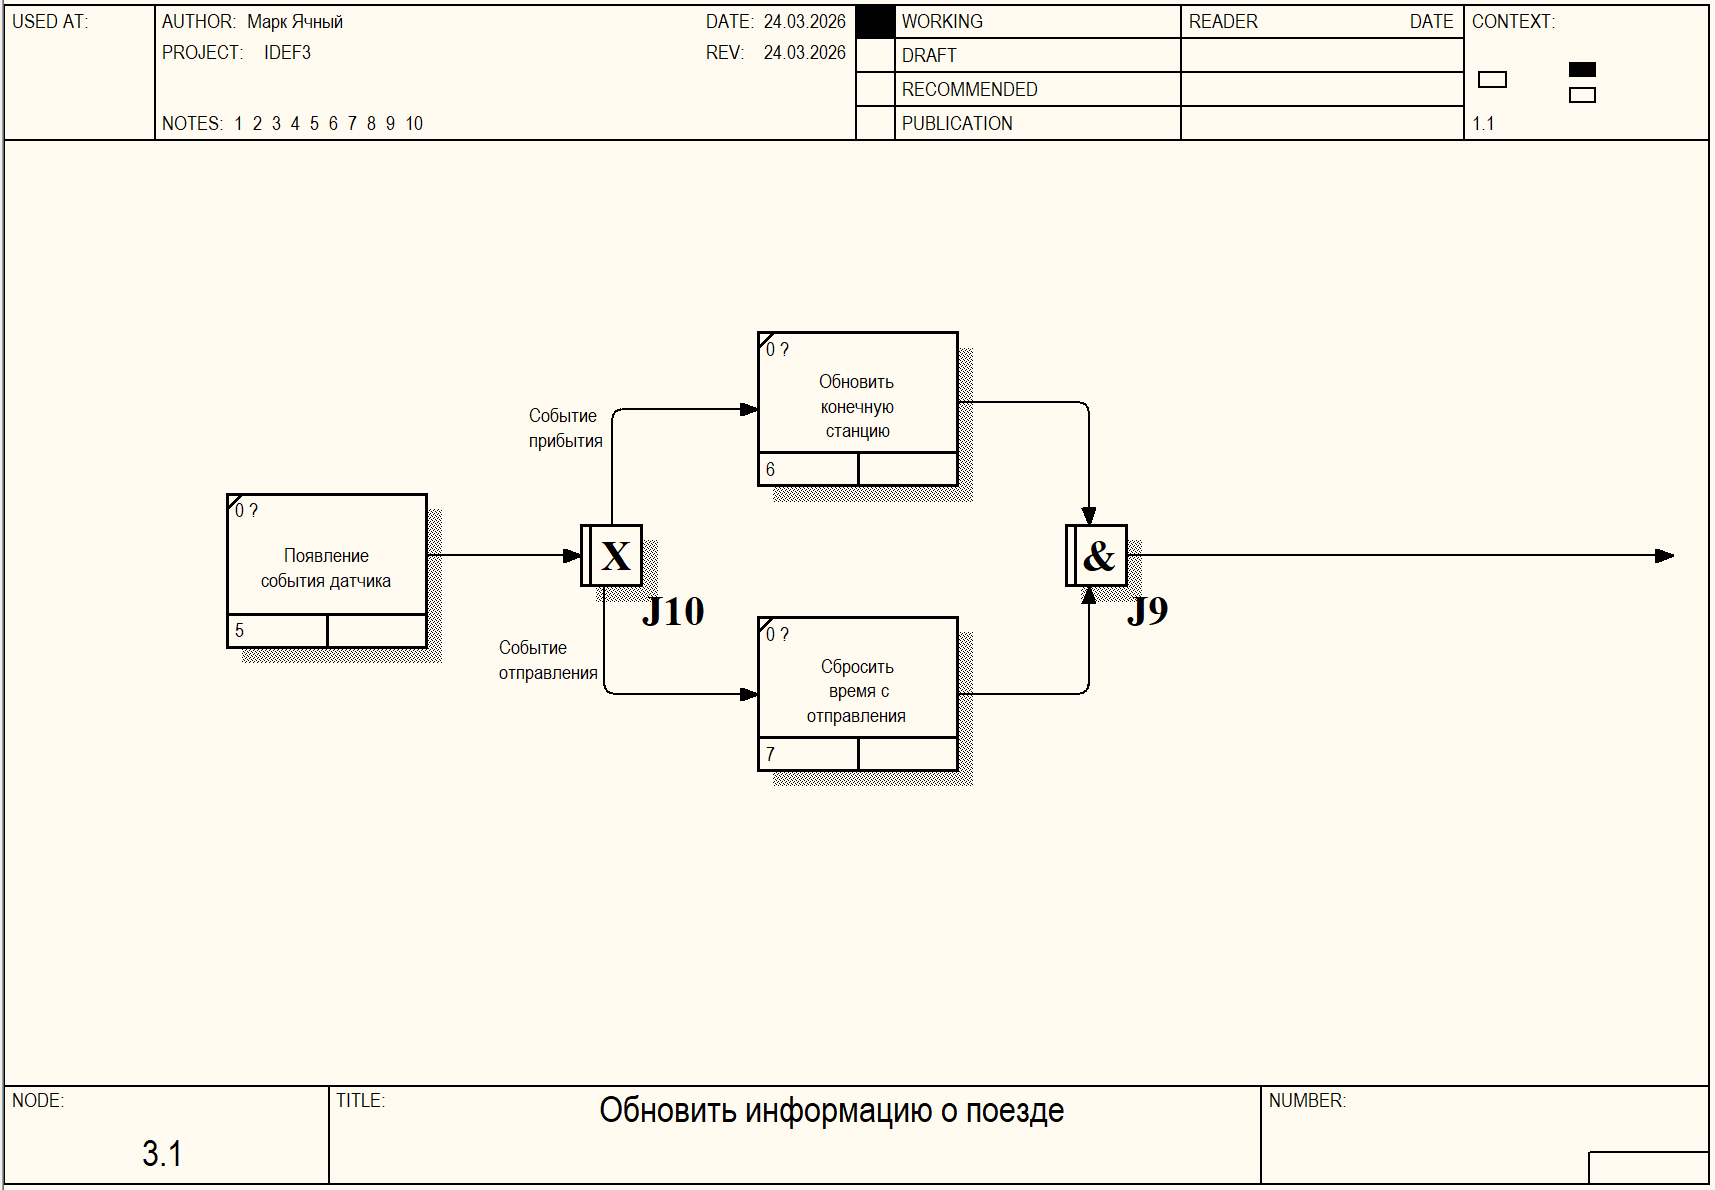 USED AT:
AUTHOR: Марк Ячный
DATE: 24.03.2026
PROJECT: IDEF3
REV: 24.03.2026
NOTES: 1 2 3 4 5 6 7 8 9 10
WORKING
DRAFT
RECOMMENDED
PUBLICATION
READER DATE
CONTEXT:
1.1
0 ?
Обновить
конечную
станцию
6
Событие
прибытия
0 ?
Появление
события датчика
5
X
J10
&
J9
Событие
отправления
0 ?
Сбросить
время с
отправления
7
NODE:
3.1
TITLE:
Обновить информацию о поезде
NUMBER: